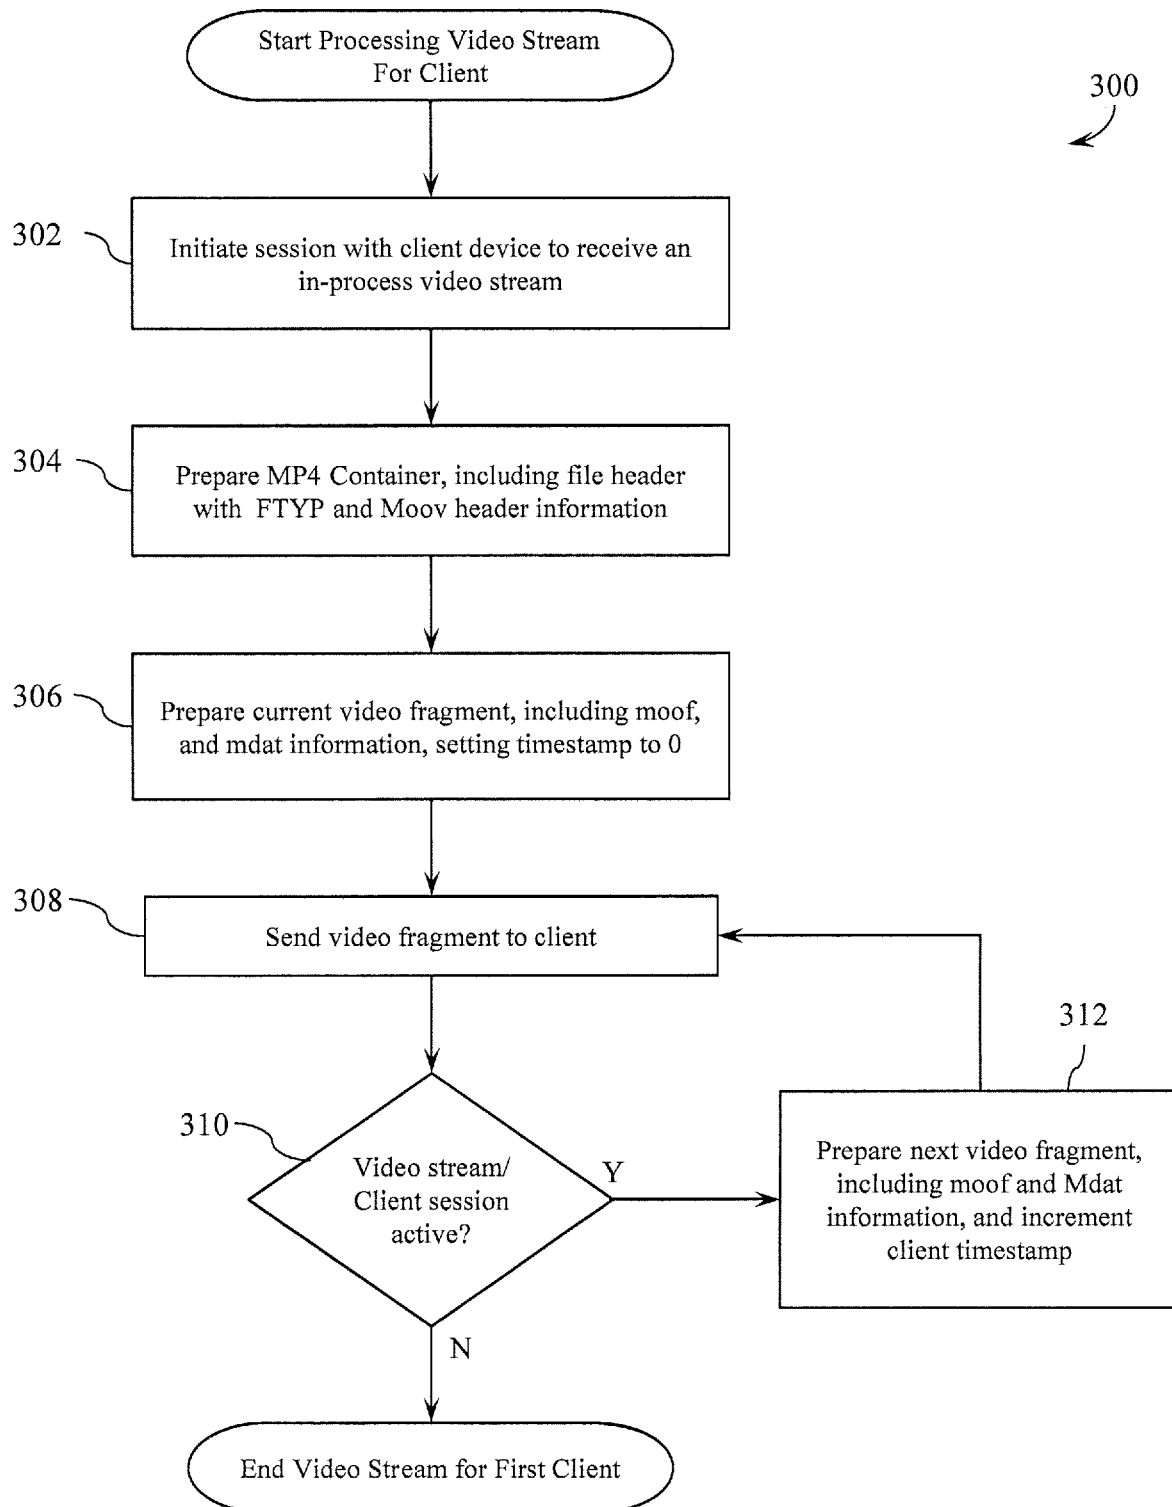 Start Processing Video Stream
For Client
300
302
Initiate session with client device to receive an
in-process video stream
304
Prepare MP4 Container, including file header
with FTYP and Moov header information
306
Prepare current video fragment, including moof,
and mdat information, setting timestamp to 0
308
Send video fragment to client
312
310
Video stream/
Client session
active?
Y
Prepare next video fragment,
including moof and Mdat
information, and increment
client timestamp
N
End Video Stream for First Client